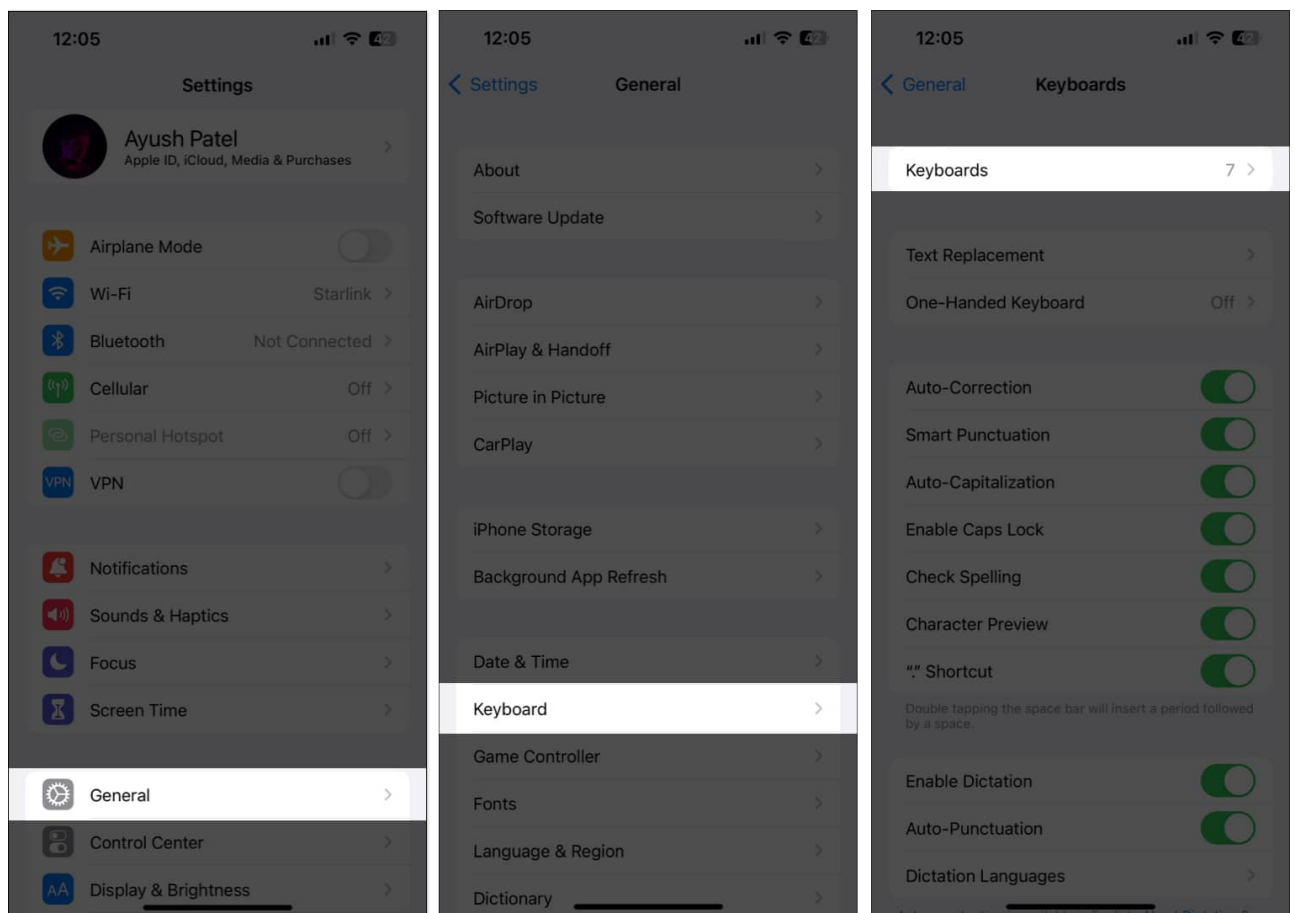 12:05
42
Settings
Ayush Patel
Apple ID, iCloud, Media & Purchases
Airplane Mode
Wi-Fi Starlink
Bluetooth Not Connected
Cellular Off
Personal Hotspot Off
VPN VPN
Notifications
Sounds & Haptics
Focus
Screen Time
General
Control Center
AA Display & Brightness
12:05
42
Settings General
About
Software Update
AirDrop
AirPlay & Handoff
Picture in Picture
CarPlay
iPhone Storage
Background App Refresh
Date & Time
Keyboard
Game Controller
Fonts
Language & Region
Dictionary
12:05
42
General Keyboards
Keyboards 7
Text Replacement
One-Handed Keyboard Off
Auto-Correction
Smart Punctuation
Auto-Capitalization
Enable Caps Lock
Check Spelling
Character Preview
“.” Shortcut
Double tapping the space bar will insert a period followed
by a space.
Enable Dictation
Auto-Punctuation
Dictation Languages